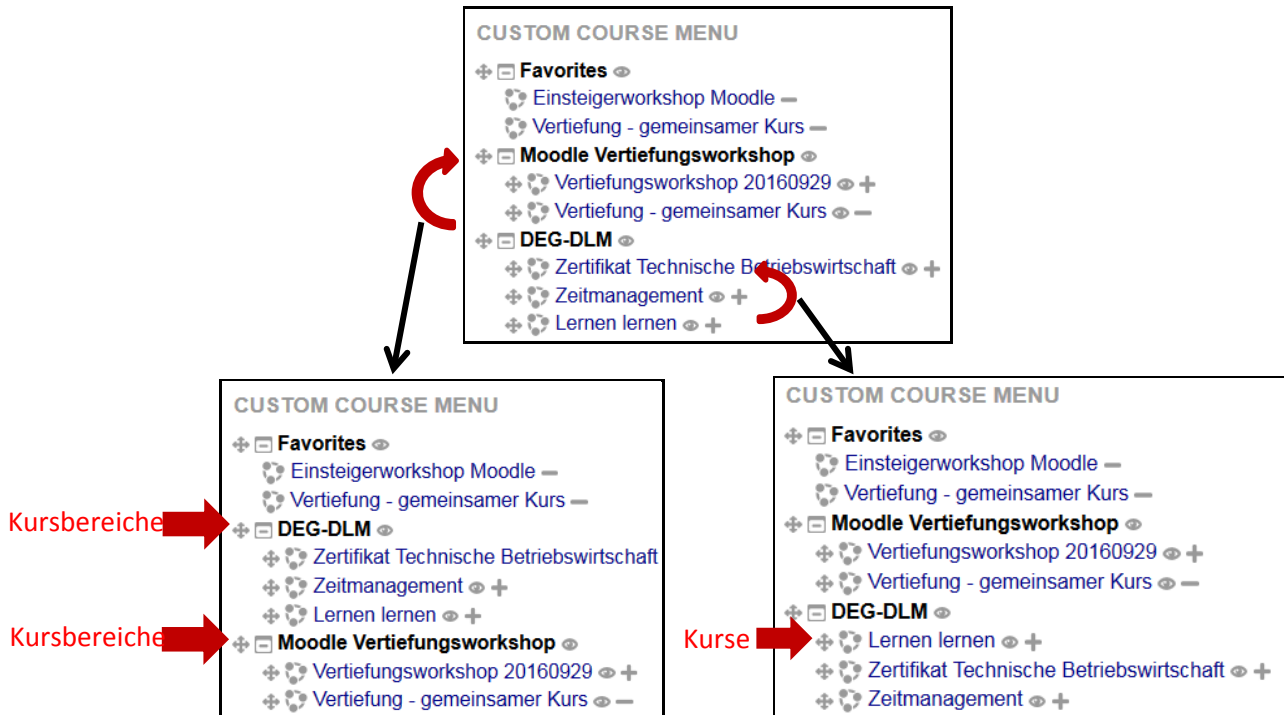 CUSTOM COURSE MENU
Favorites
Einsteigerworkshop Moodle
Vertiefung - gemeinsamer Kurs
Moodle Vertiefungsworkshop
Vertiefungsworkshop 20160929
Vertiefung - gemeinsamer Kurs
DEG-DLM
Zertifikat Technische Betriebswirtschaft
Zeitmanagement
Lernen lernen
CUSTOM COURSE MENU
Favorites
Einsteigerworkshop Moodle
Vertiefung - gemeinsamer Kurs
Kursbereiche
DEG-DLM
Zertifikat Technische Betriebswirtschaft
Zeitmanagement
Lernen lernen
Kursbereiche
Moodle Vertiefungsworkshop
Vertiefungsworkshop 20160929
Vertiefung - gemeinsamer Kurs
CUSTOM COURSE MENU
Favorites
Einsteigerworkshop Moodle
Vertiefung - gemeinsamer Kurs
Moodle Vertiefungsworkshop
Vertiefungsworkshop 20160929
Vertiefung - gemeinsamer Kurs
DEG-DLM
Kurse
Lernen lernen
Zertifikat Technische Betriebswirtschaft
Zeitmanagement